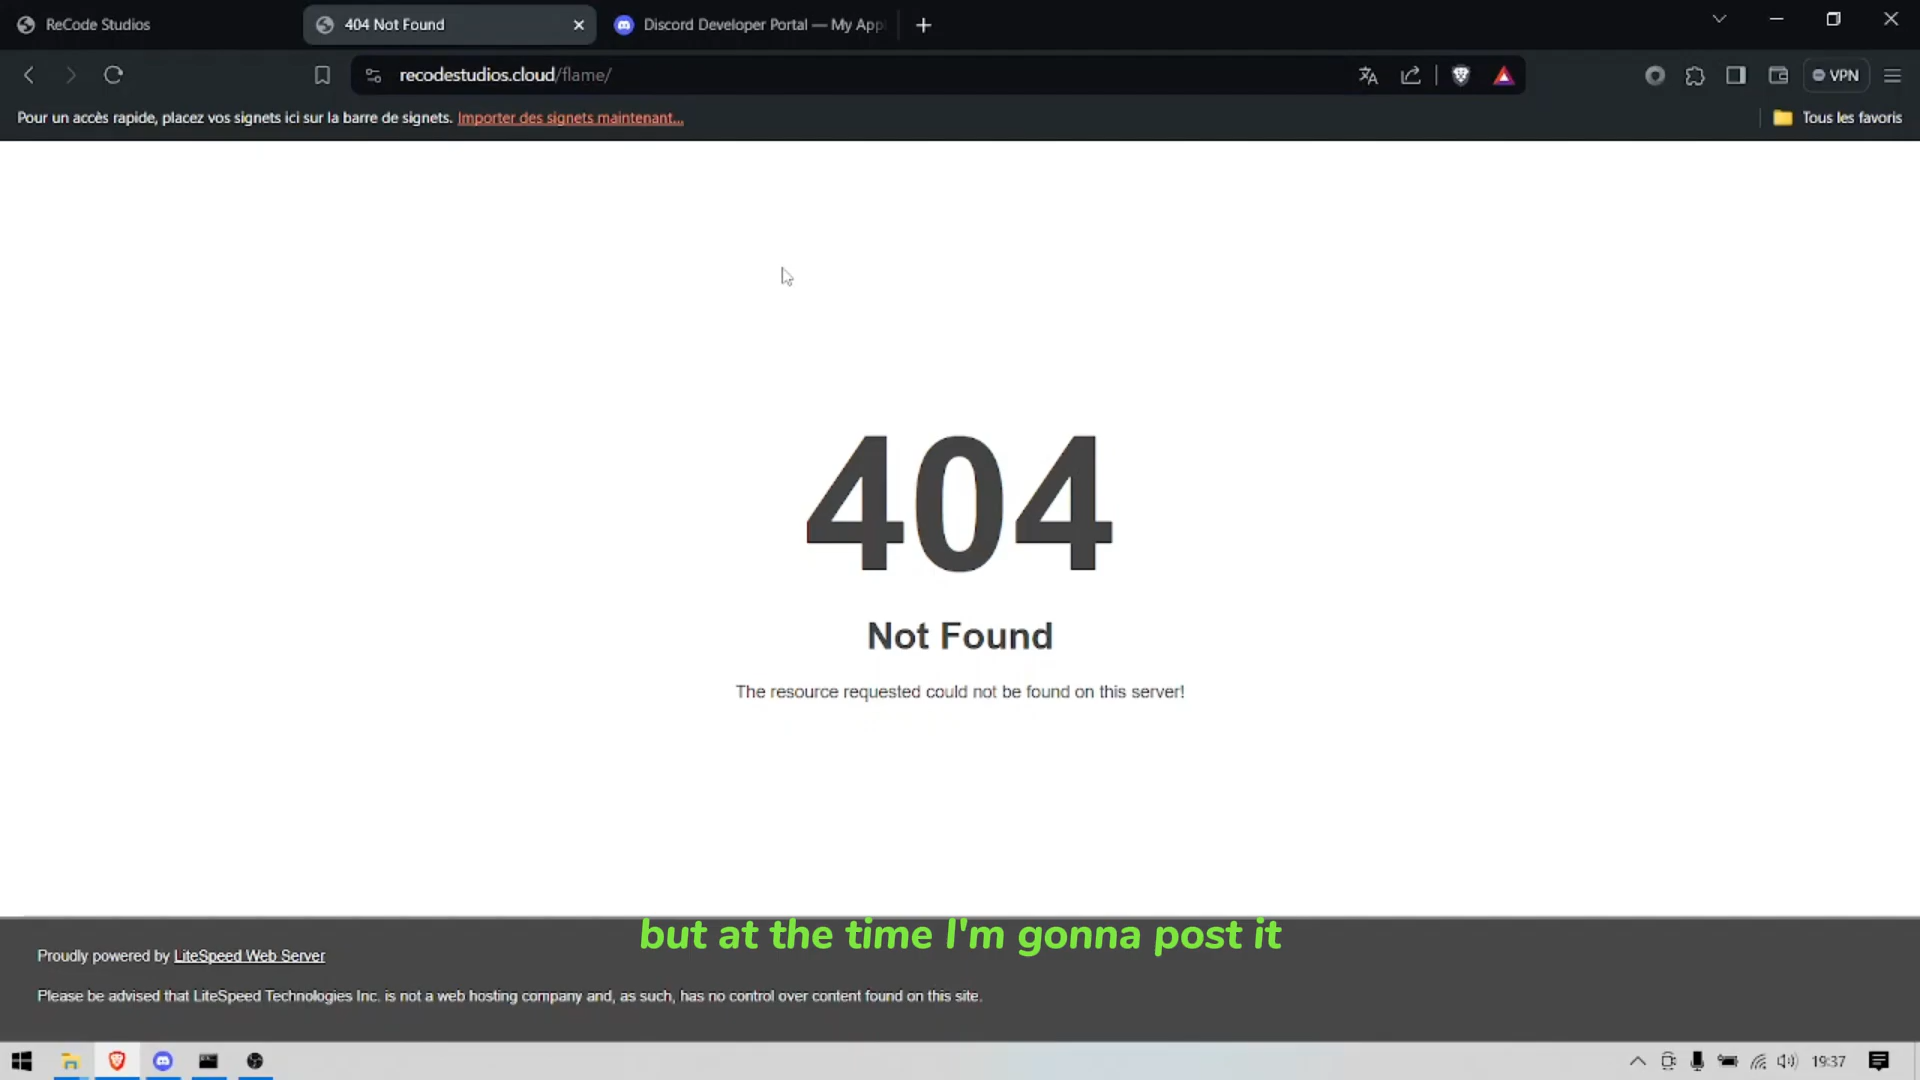 ReCode Studios
404 Not Found
Discord Developer Portal — My App
recodestudios.cloud/flame/
VPN
Pour un accès rapide, placez vos signets ici sur la barre de signets. Importer des signets maintenant...
Tous les favoris
404
Not Found
The resource requested could not be found on this server!
but at the time I'm gonna post it
Proudly powered by LiteSpeed Web Server
Please be advised that LiteSpeed Technologies Inc. is not a web hosting company and, as such, has no control over content found on this site.
19:37